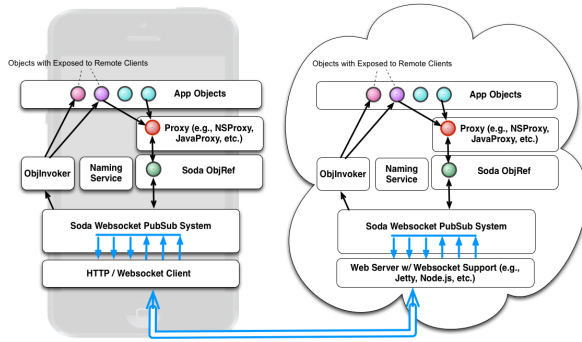 Objects with Exposed to Remote Clients
App Objects
Proxy (e.g., NSProxy,
JavaProxy, etc.)
ObjInvoker
Naming
Service
Soda ObjRef
Soda Websocket PubSub System
HTTP / Websocket Client
Objects with Exposed to Remote Clients
App Objects
Proxy (e.g., NSProxy,
JavaProxy, etc.)
ObjInvoker
Naming
Service
Soda ObjRef
Soda Websocket PubSub System
Web Server w/ Websocket Support (e.g.,
Jetty, Node.js, etc.)